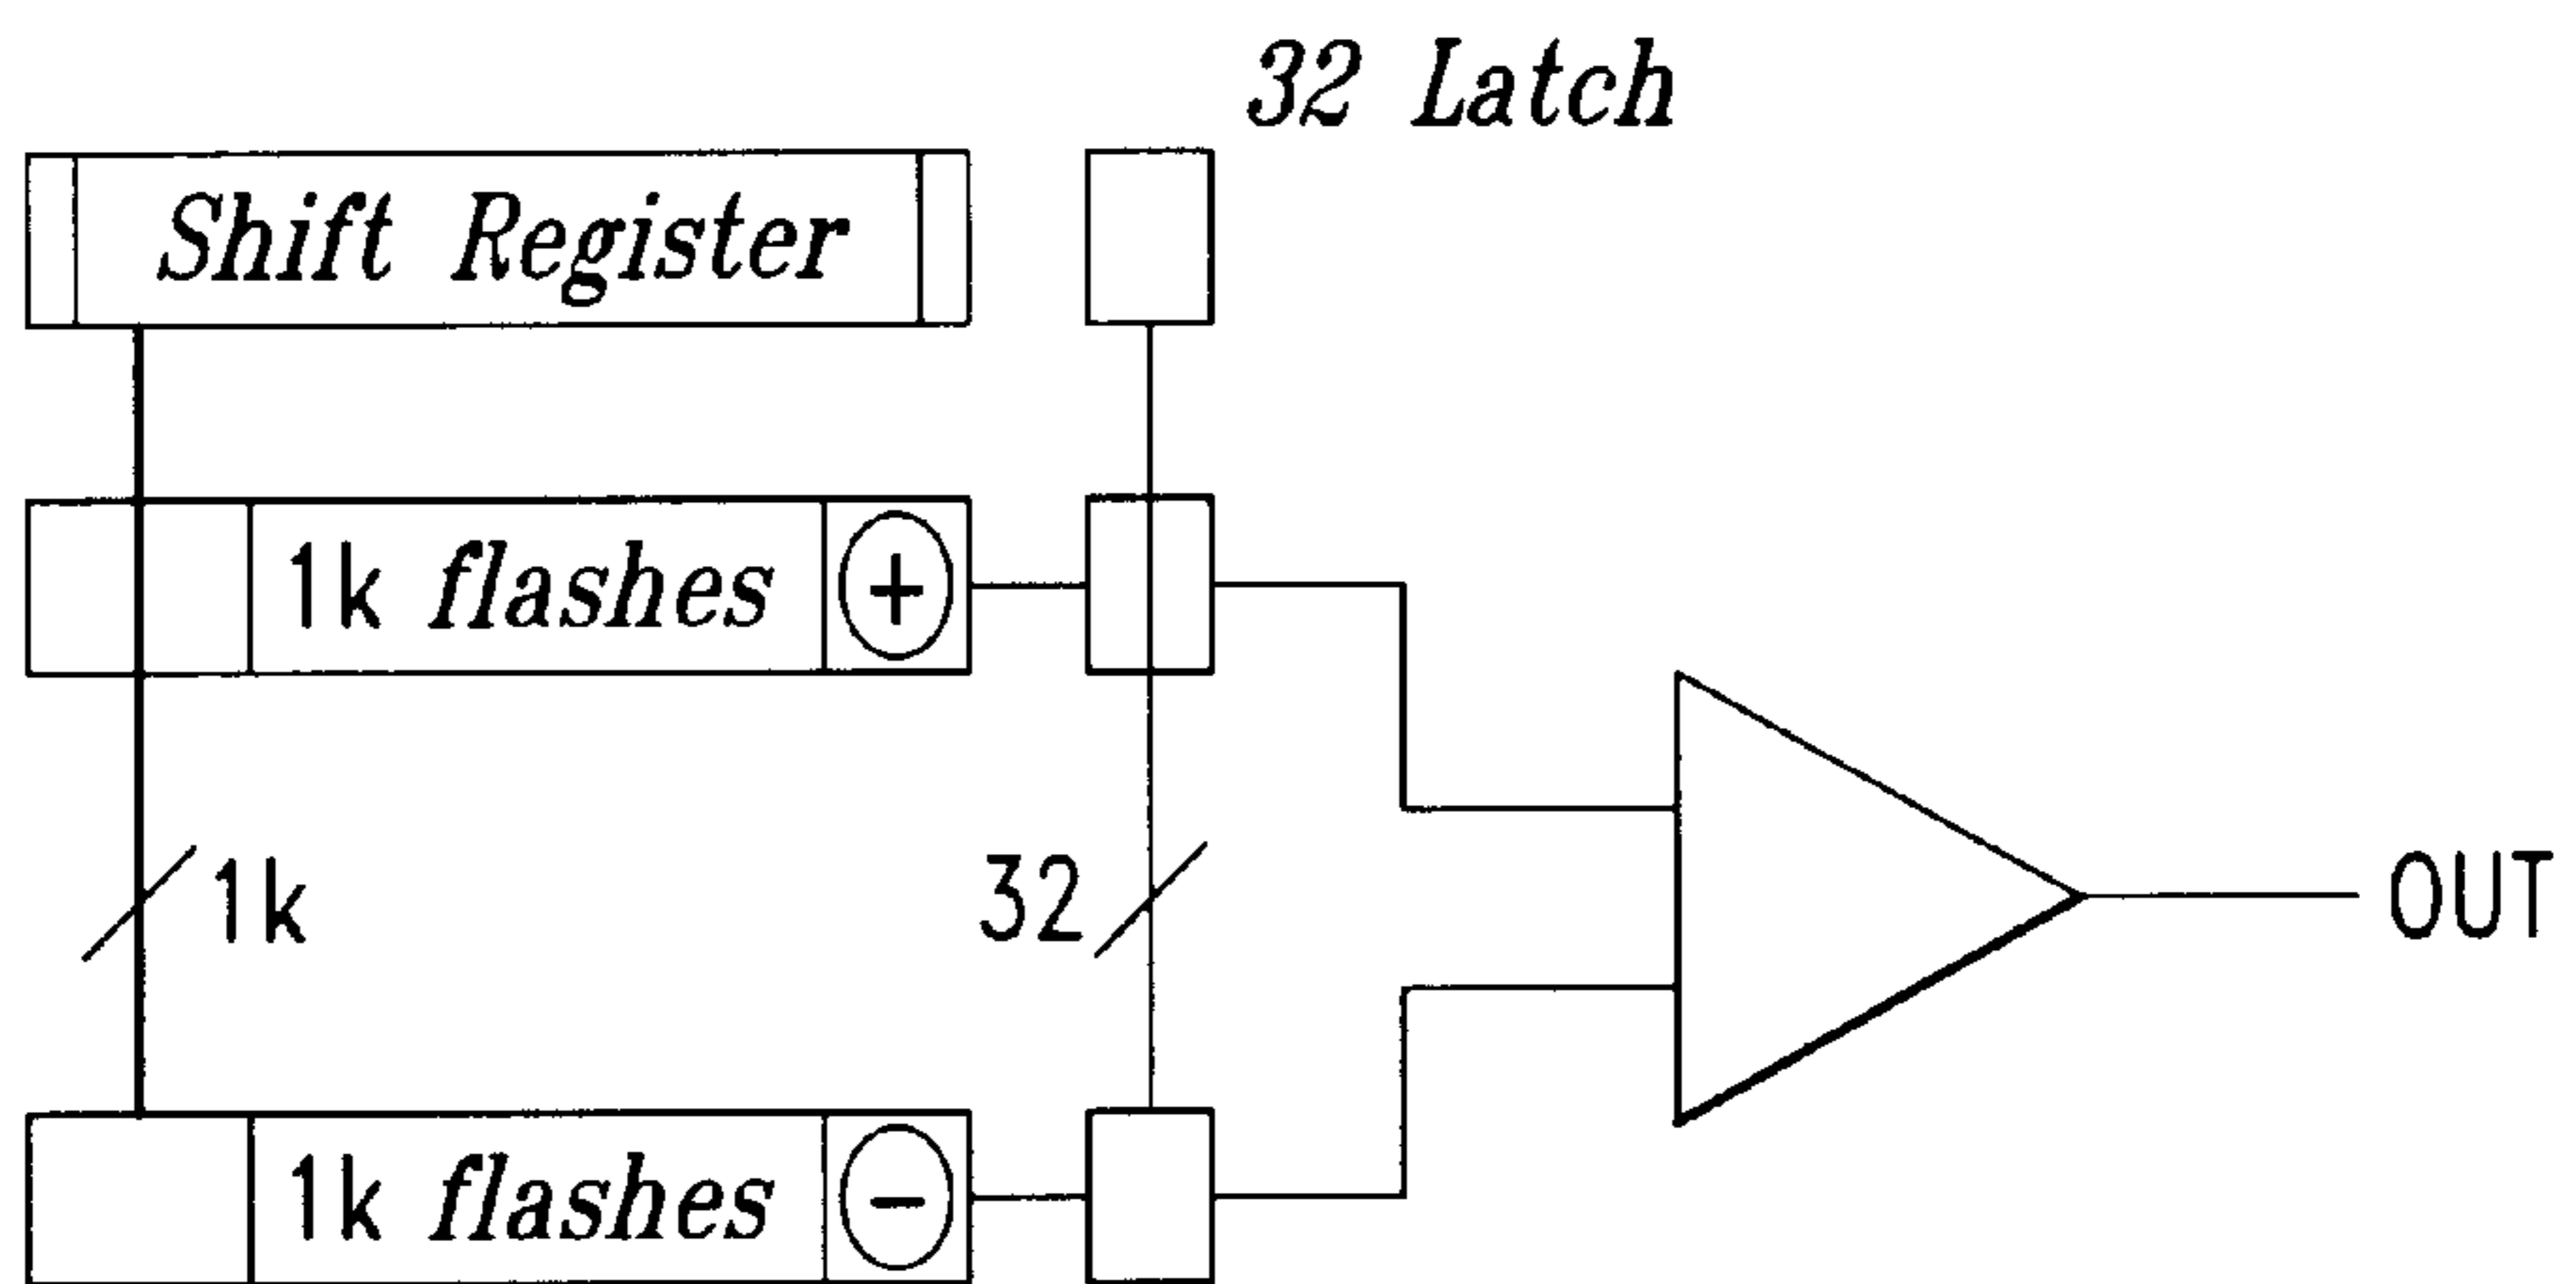 32 Latch
Shift Register
1k flashes +
1k
32
OUT
1k flashes −